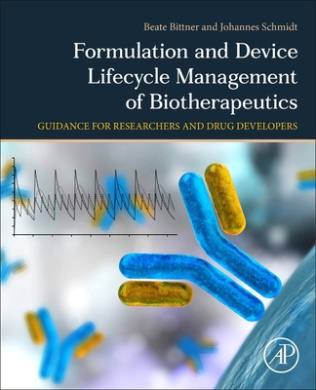 Beate Bittner and Johannes Schmidt
Formulation and Device
Lifecycle Management
of Biotherapeutics
GUIDANCE FOR RESEARCHERS AND DRUG DEVELOPERS
AP